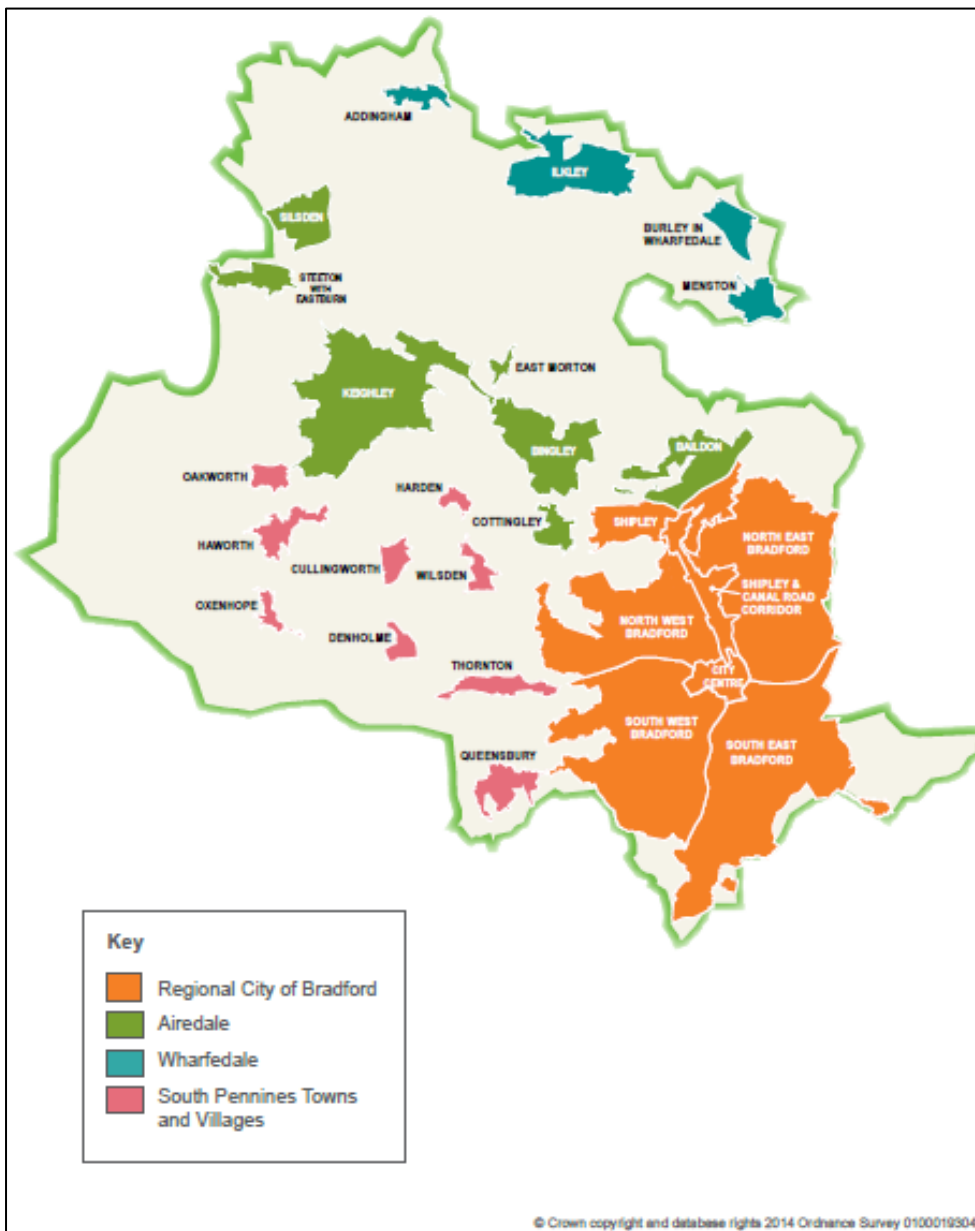 ADDINGHAM
ILKLEY
SILSDEN
BURLEY IN
WHARFEDALE
STEETON
WITH
EASTBURN
MENSTON
EAST MORTON
KEIGHLEY
BINGLEY
BAILDON
OAKWORTH
HARDEN
COTTINGLEY
SHIPLEY
HAWORTH
NORTH EAST
BRADFORD
CULLINGWORTH
WILSDEN
SHIPLEY &
CANAL ROAD
CORRIDOR
OXENHOPE
NORTH WEST
BRADFORD
DENHOLME
THORNTON
CITY
CENTRE
SOUTH WEST
BRADFORD
SOUTH EAST
BRADFORD
QUEENSBURY
Key
Regional City of Bradford
Airedale
Wharfedale
South Pennines Towns
and Villages
© Crown copyright and database rights 2014 Ordnance Survey